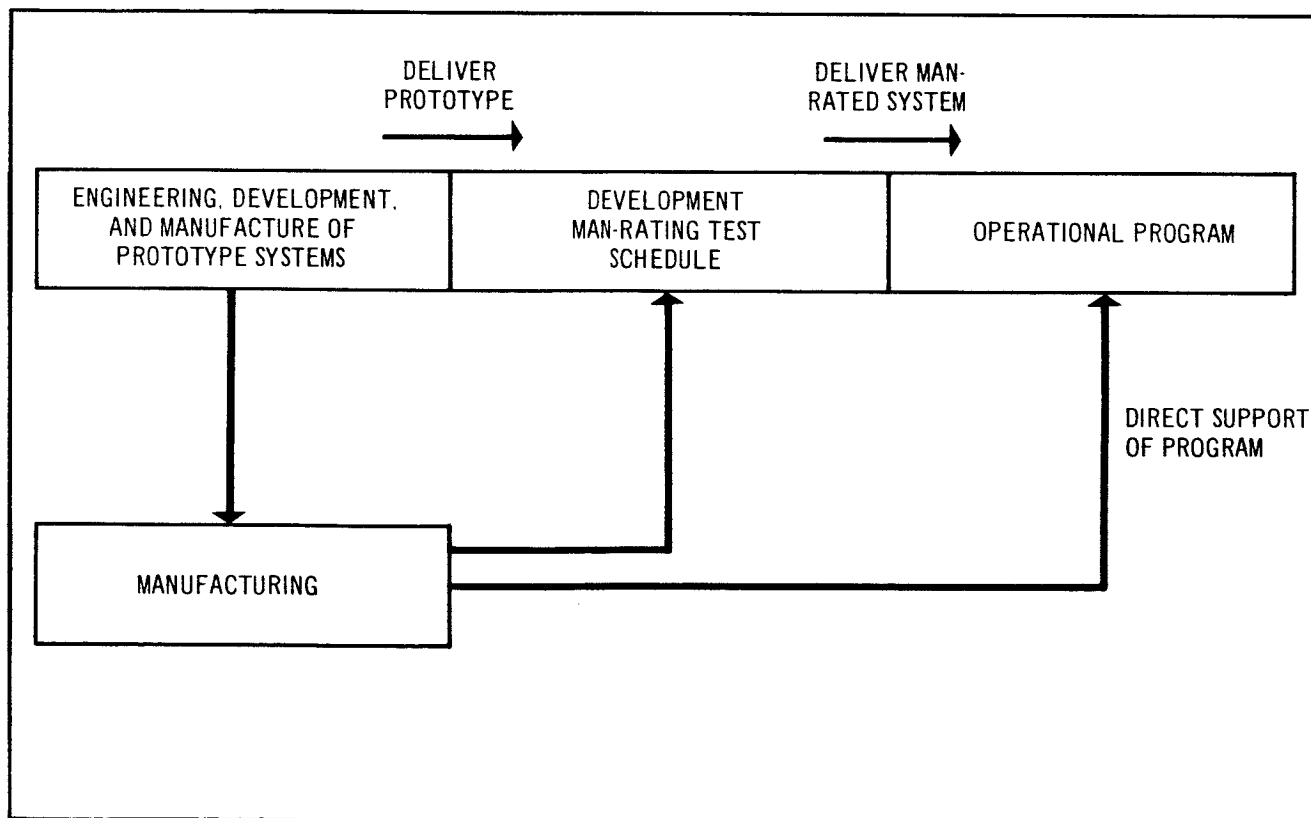 DELIVER
PROTOTYPE
DELIVER MAN-
RATED SYSTEM
ENGINEERING, DEVELOPMENT,
AND MANUFACTURE OF
PROTOTYPE SYSTEMS
DEVELOPMENT
MAN-RATING TEST
SCHEDULE
OPERATIONAL PROGRAM
DIRECT SUPPORT
OF PROGRAM
MANUFACTURING